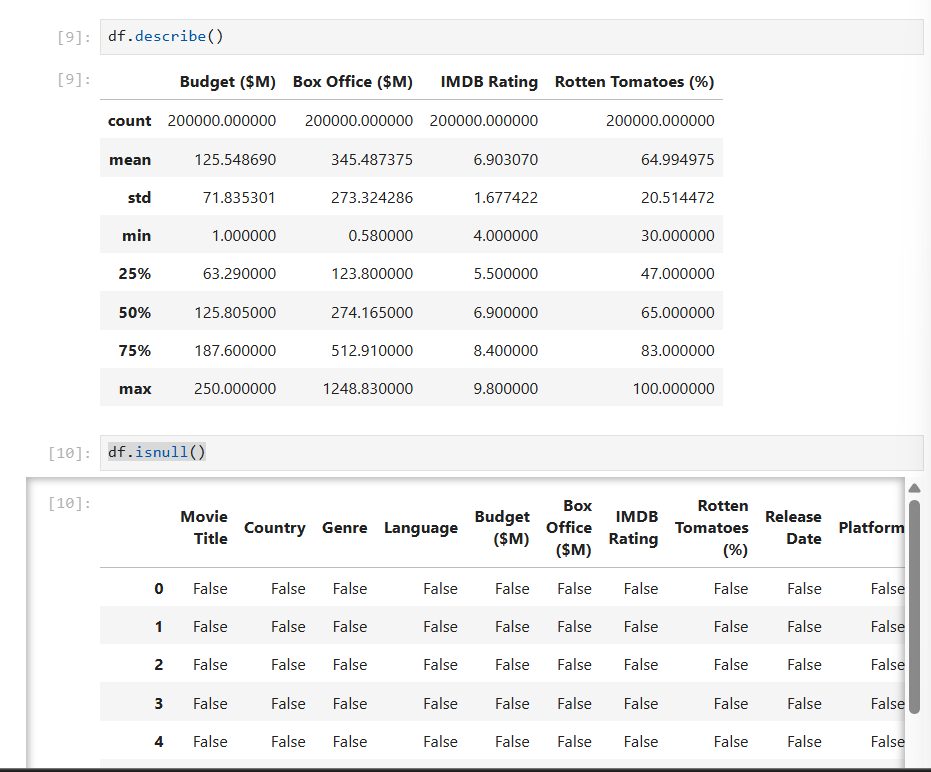 [9]: df.describe()
[9]:
Budget ($M) Box Office ($M) IMDB Rating Rotten Tomatoes (%)
count 200000.000000 200000.000000 200000.000000 200000.000000
mean 125.548690 345.487375 6.903070 64.994975
std 71.835301 273.324286 1.677422 20.514472
min 1.000000 0.580000 4.000000 30.000000
25% 63.290000 123.800000 5.500000 47.000000
50% 125.805000 274.165000 6.900000 65.000000
75% 187.600000 512.910000 8.400000 83.000000
max 250.000000 1248.830000 9.800000 100.000000
[10]: df.isnull()
[10]:
Movie Title Country Genre Language Budget ($M) Box Office ($M) IMDB Rating Rotten Tomatoes (%) Release Date Platform
0 False False False False False False False False False False
1 False False False False False False False False False False
2 False False False False False False False False False False
3 False False False False False False False False False False
4 False False False False False False False False False False